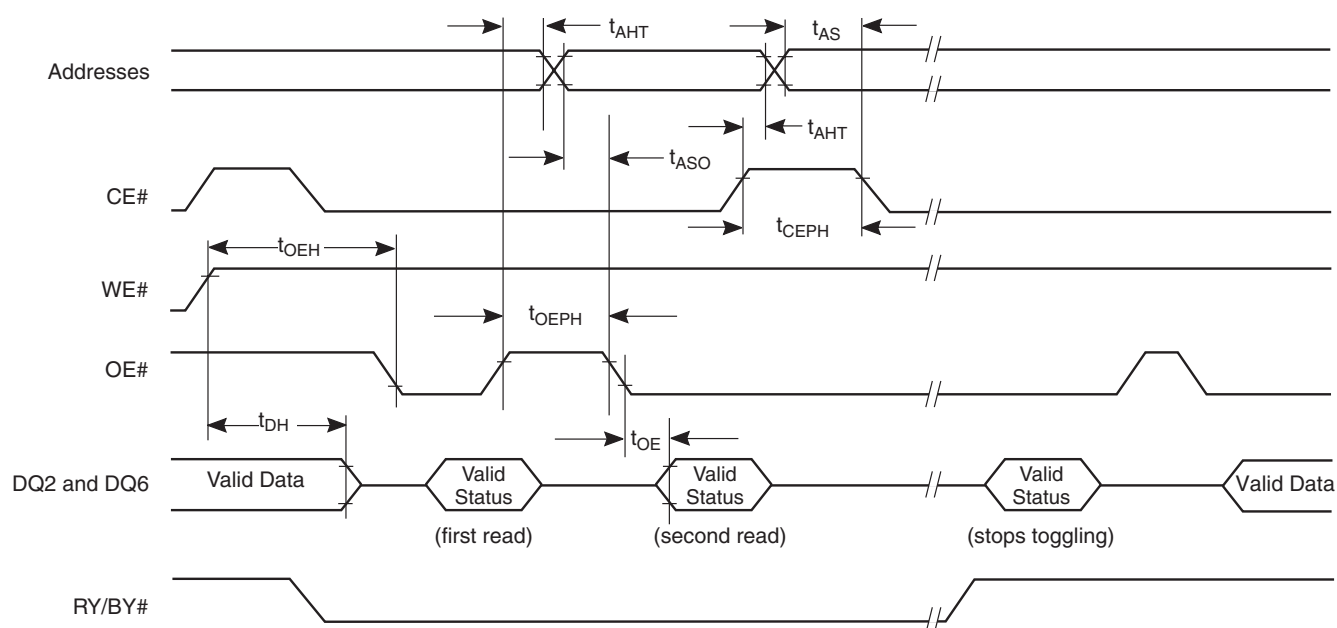 tAHT
tAS
Addresses
tAHT
tASO
CE#
tCEPH
tOEH
WE#
tOEPH
OE#
tDH
tOE
DQ2 and DQ6
Valid Data
Valid
Status
Valid
Status
Valid
Status
Valid Data
(first read)
(second read)
(stops toggling)
RY/BY#